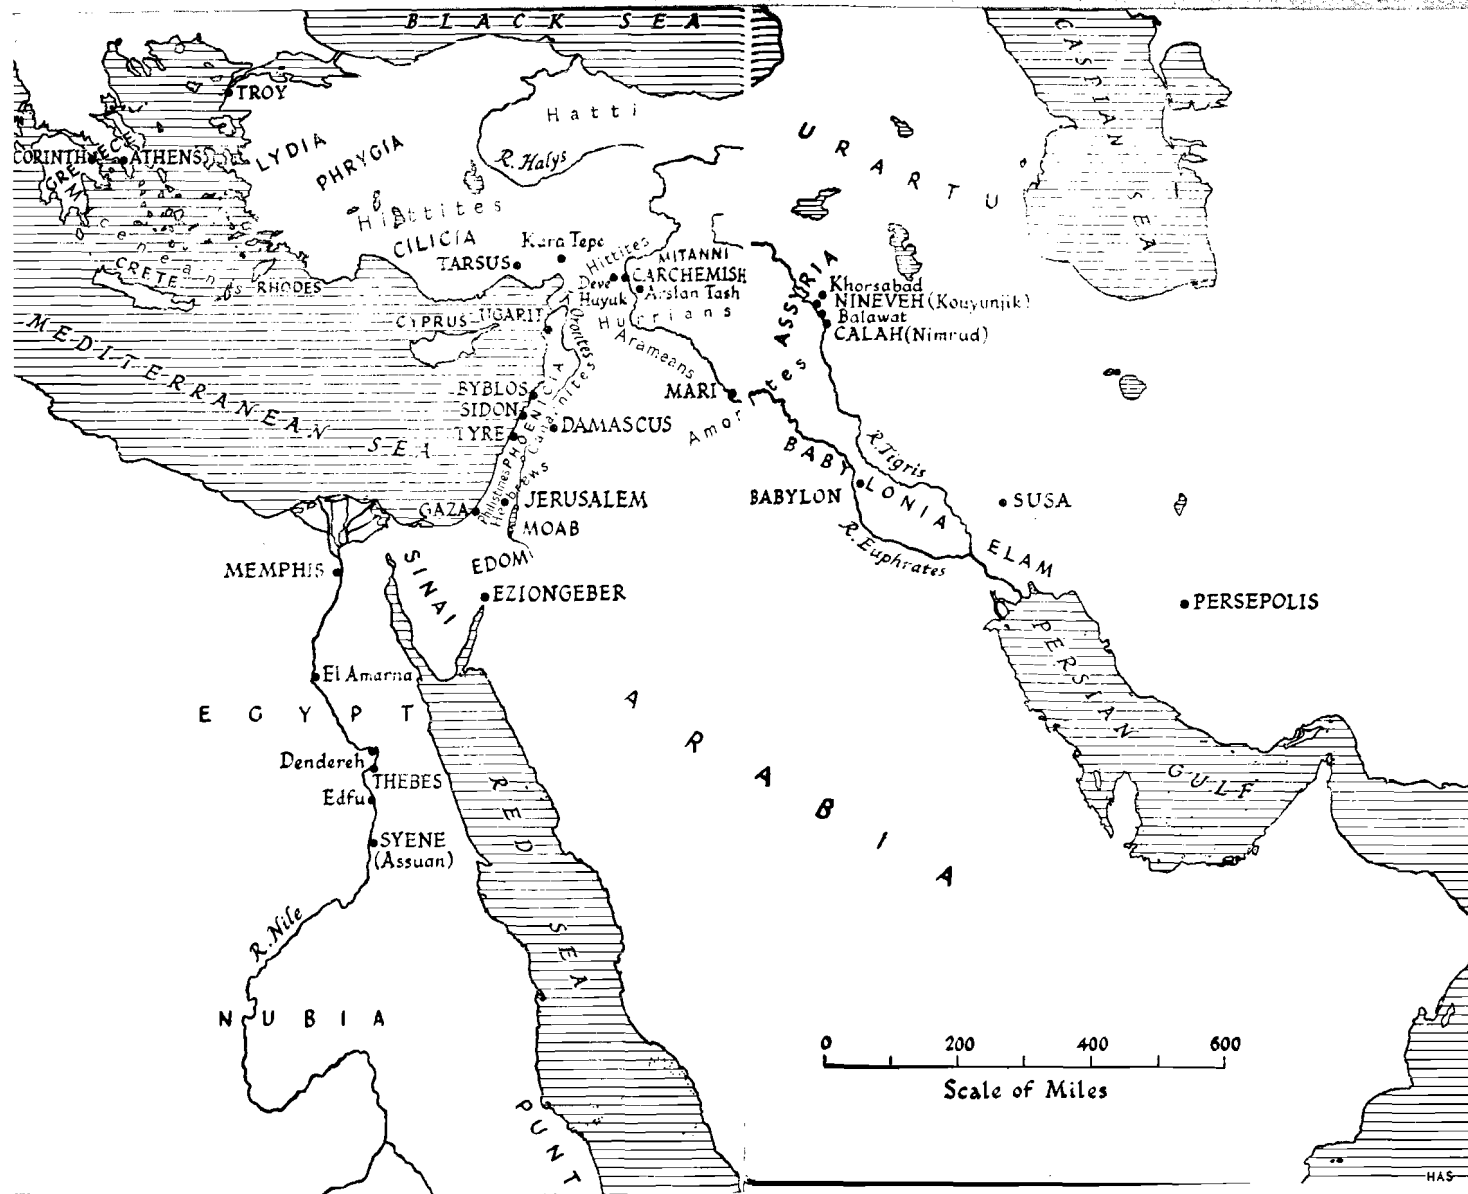 BLACK SEA
CASPIAN SEA
TROY
Hatti
URARTU
LYDIA
PHRYGIA
R. Halys
CORINTH
GREECE
ATHENS
Hittites
CILICIA
Kara Tepe
TARSUS
Hittites
MITANNI
CARCHEMISH
Deve
Huyuk
Arslan Tash
Hurrians
ASSYRIA
Khorsabad
NINEVEH (Kouyunjik)
Balawat
CALAH (Nimrud)
CRETE
RHODES
CYPRUS
UGARIT
Orontes
Arameans
MEDITERRANEAN SEA
BYBLOS
SIDON
TYRE
PHOENICIA
Canaanites
DAMASCUS
MARI
Amorites
BABYLONIA
R. Tigris
BABYLON
SUSA
R. Euphrates
ELAM
GAZA
Philistines
Hebrews
JERUSALEM
MOAB
EDOM
SINAI
MEMPHIS
EZIONGEBER
PERSEPOLIS
PERSIAN GULF
El Amarna
EGYPT
ARABIA
Dendereh
THEBES
Edfu
SYENE
(Assuan)
RED SEA
R. Nile
NUBIA
PUNT
0 200 400 600
Scale of Miles
HAS